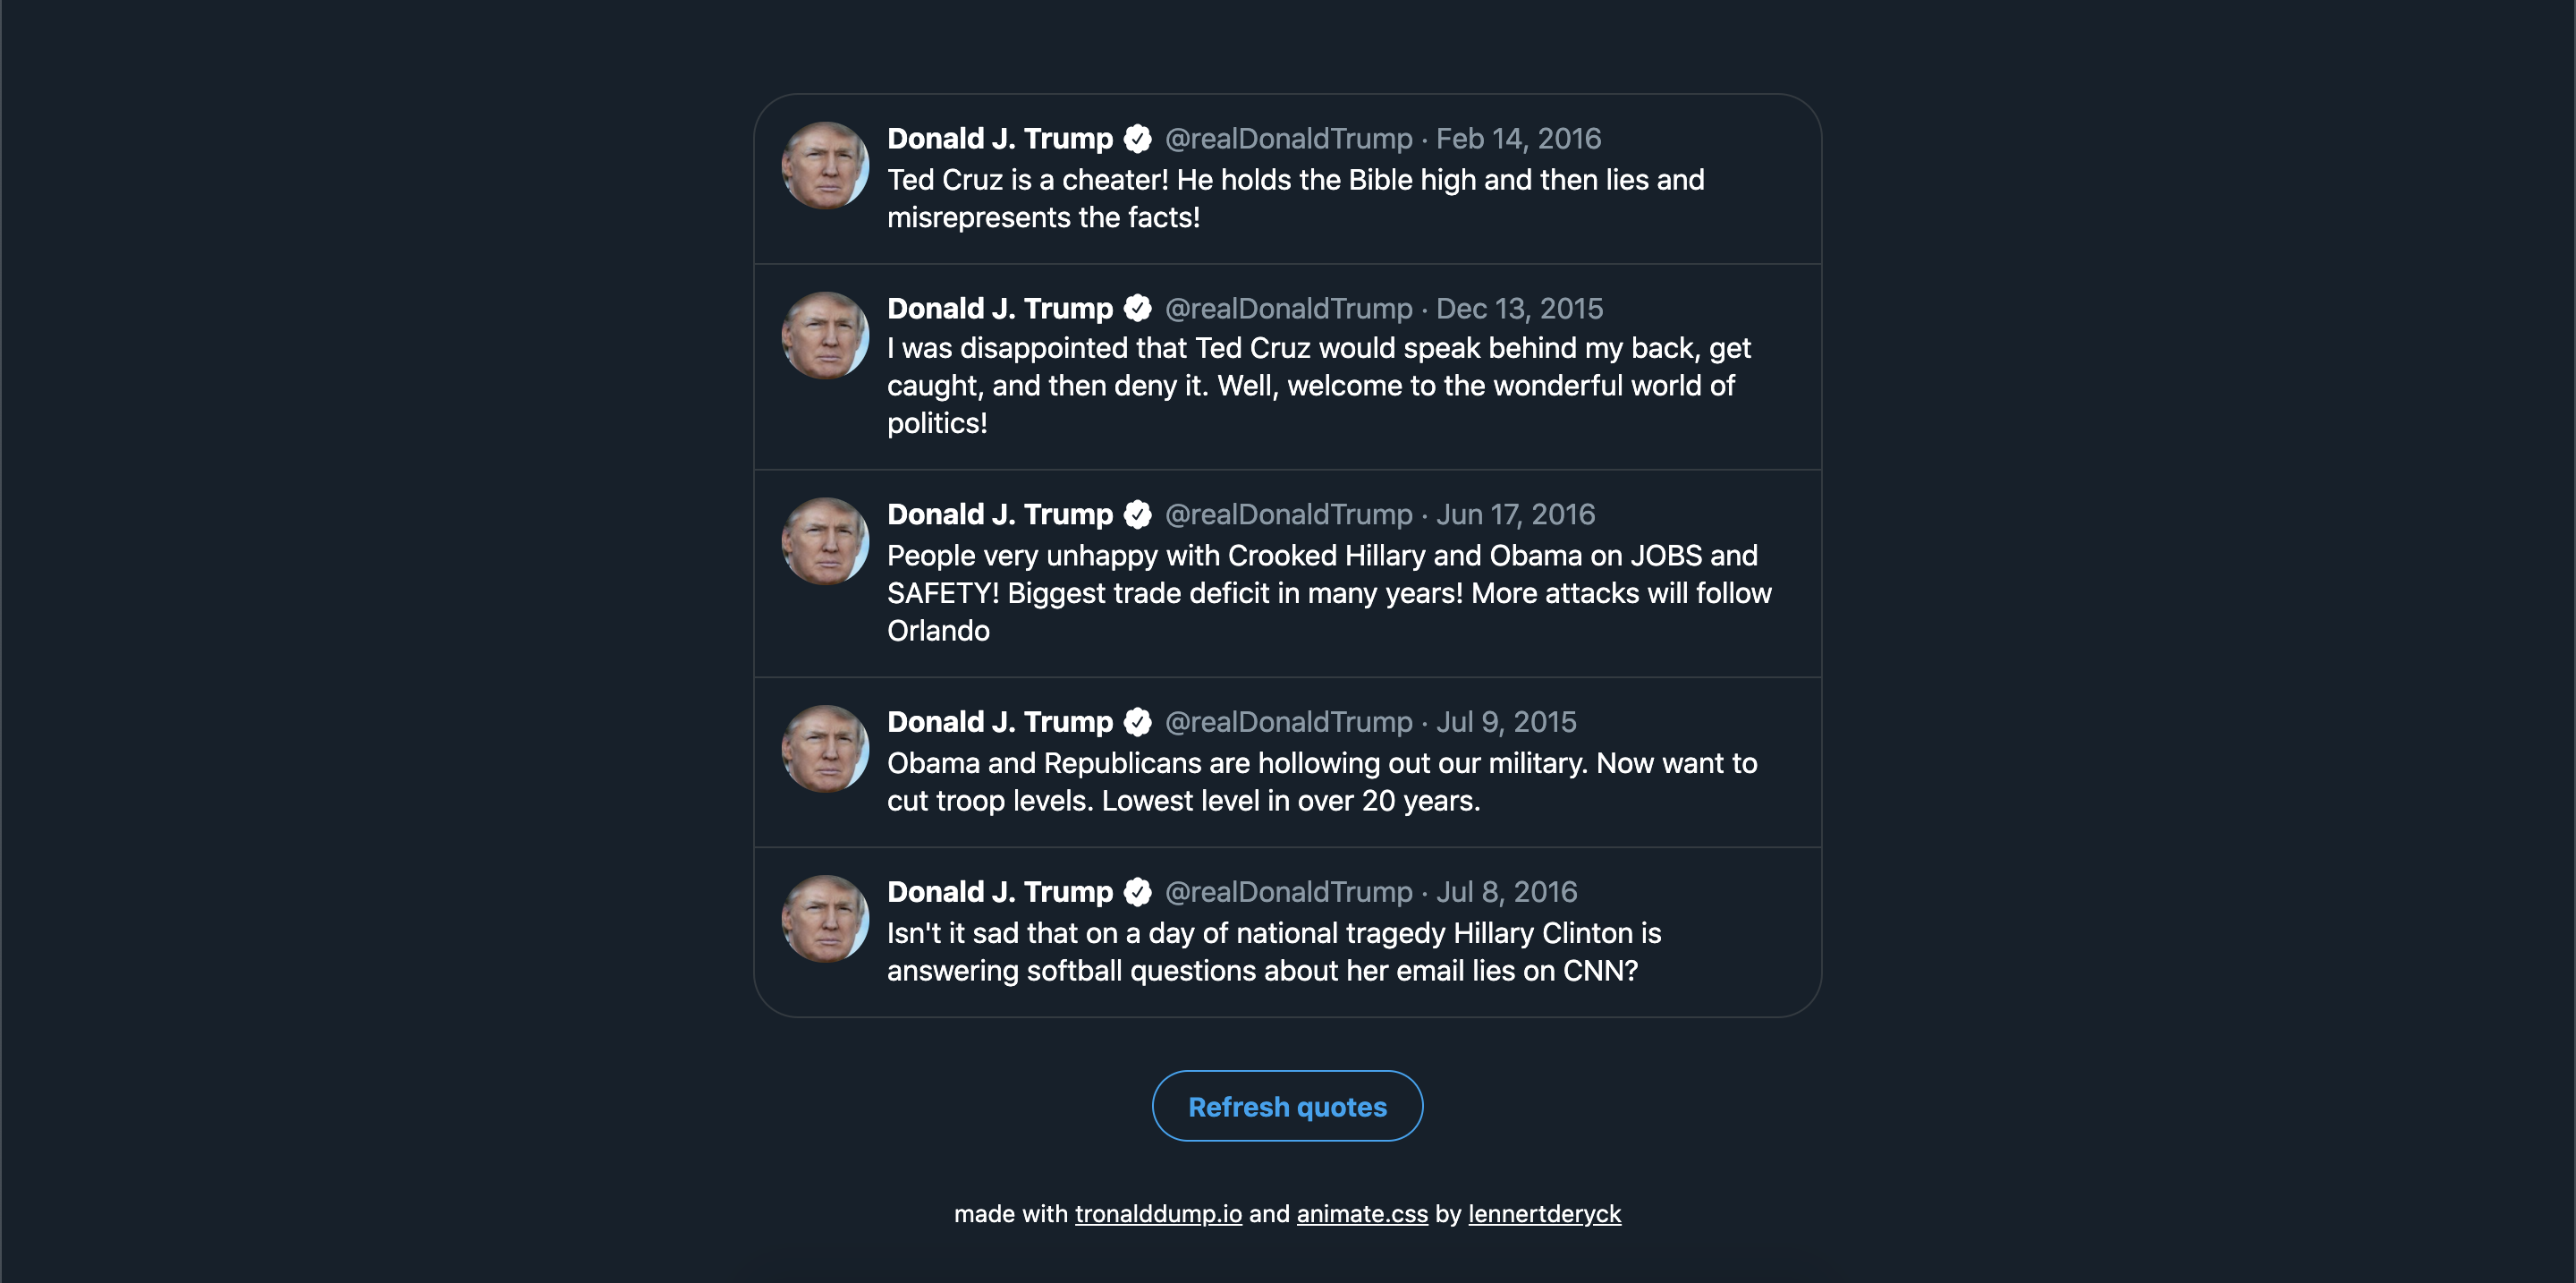 Donald J. Trump @realDonaldTrump · Feb 14, 2016
Ted Cruz is a cheater! He holds the Bible high and then lies and
misrepresents the facts!
Donald J. Trump @realDonaldTrump · Dec 13, 2015
I was disappointed that Ted Cruz would speak behind my back, get
caught, and then deny it. Well, welcome to the wonderful world of
politics!
Donald J. Trump @realDonaldTrump · Jun 17, 2016
People very unhappy with Crooked Hillary and Obama on JOBS and
SAFETY! Biggest trade deficit in many years! More attacks will follow
Orlando
Donald J. Trump @realDonaldTrump · Jul 9, 2015
Obama and Republicans are hollowing out our military. Now want to
cut troop levels. Lowest level in over 20 years.
Donald J. Trump @realDonaldTrump · Jul 8, 2016
Isn't it sad that on a day of national tragedy Hillary Clinton is
answering softball questions about her email lies on CNN?
Refresh quotes
made with tronalddump.io and animate.css by lennertderyck